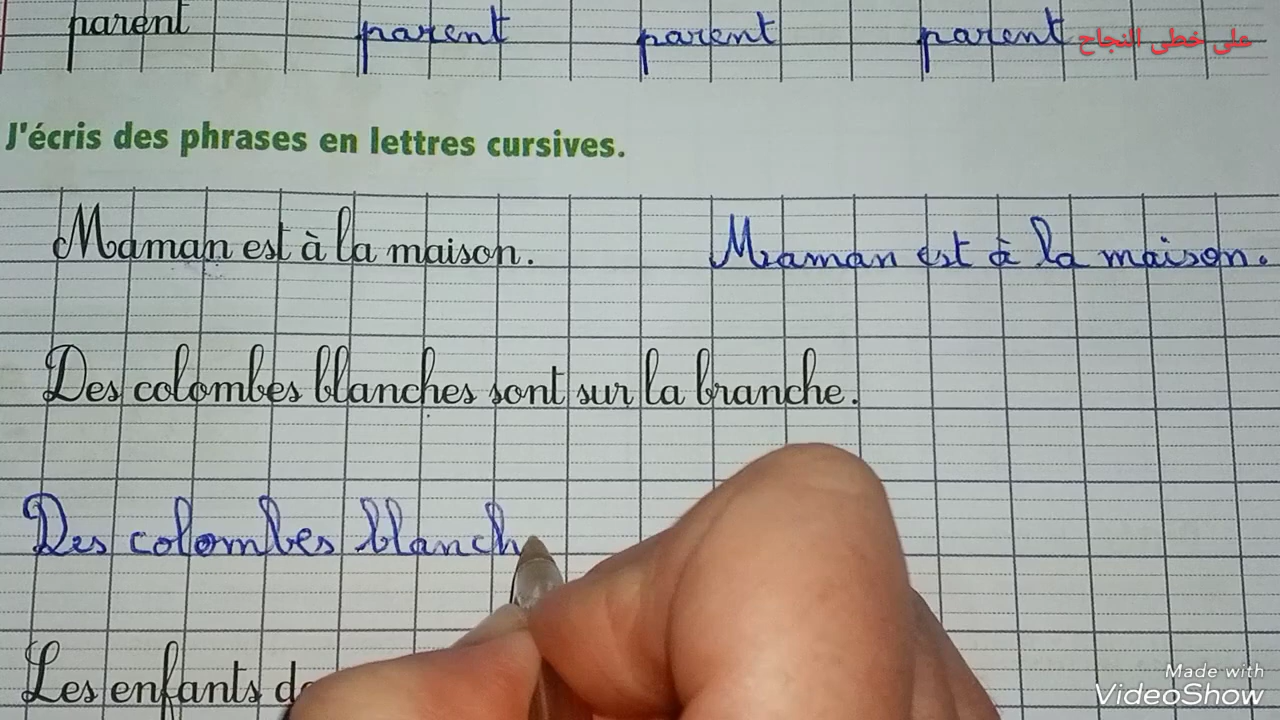 parent parent parent parent
على خطى النجاح
J'écris des phrases en lettres cursives.
Maman est à la maison. Maman est à la maison.
Des colombes blanches sont sur la branche.
Des colombes blanch
Les enfants d
Made with
VideoShow